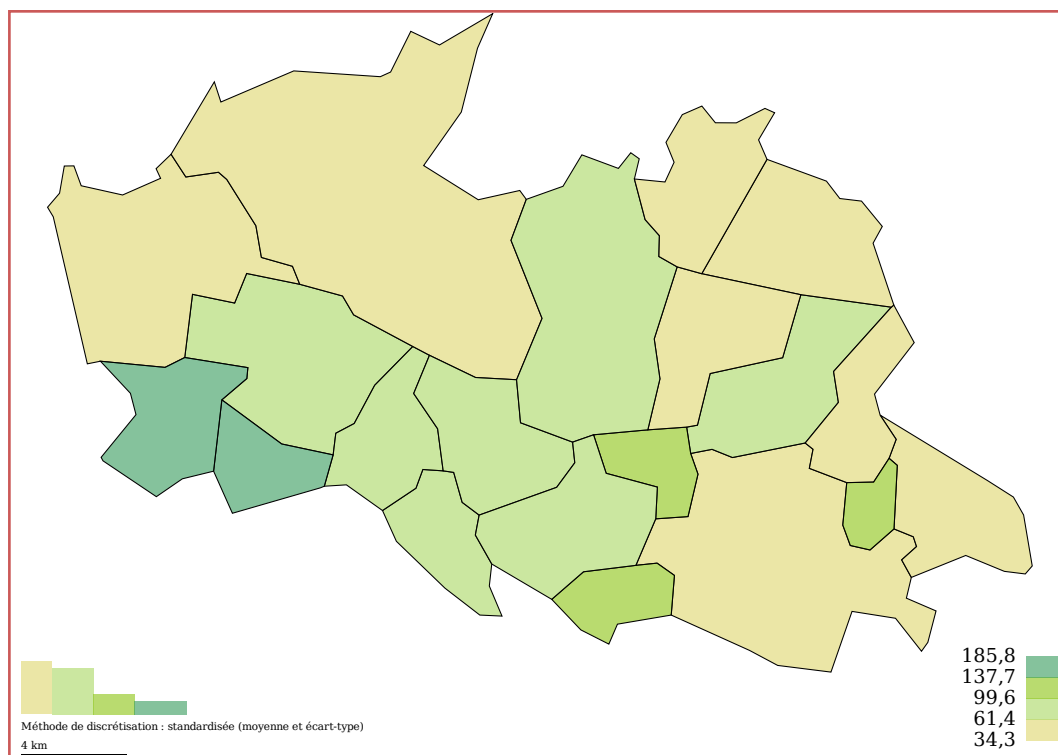 185,8
137,7
99,6
61,4
34,3
Méthode de discrétisation : standardisée (moyenne et écart-type)
4 km